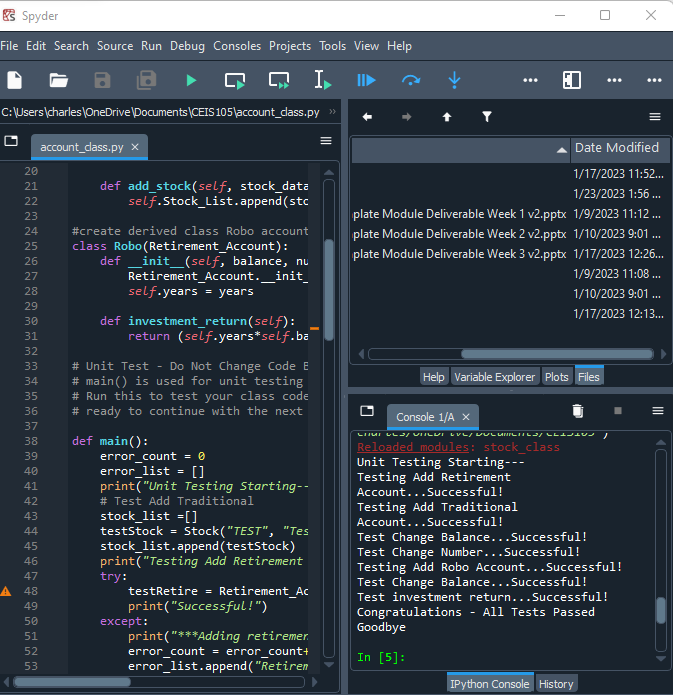 Spyder
File Edit Search Source Run Debug Consoles Projects Tools View Help
C:\Users\charles\OneDrive\Documents\CEIS105\account_class.py
account_class.py
20
21 def add_stock(self, stock_data
22 self.Stock_List.append(stoc
23
24 #create derived class Robo account
25 class Robo(Retirement_Account):
26 def __init__(self, balance, nu
27 Retirement_Account.__init_
28 self.years = years
29
30 def investment_return(self):
31 return (self.years*self.ba
32
33 # Unit Test - Do Not Change Code B
34 # main() is used for unit testing
35 # Run this to test your class code
36 # ready to continue with the next
37
38 def main():
39 error_count = 0
40 error_list = []
41 print("Unit Testing Starting--
42 # Test Add Traditional
43 stock_list =[]
44 testStock = Stock("TEST", "Tes
45 stock_list.append(testStock)
46 print("Testing Add Retirement
47 try:
48 testRetire = Retirement_Ac
49 print("Successful!")
50 except:
51 print("***Adding retiremen
52 error_count = error_count+
53 error_list.append("Retirem
Date Modified
1/17/2023 11:52...
1/23/2023 1:56 ...
plate Module Deliverable Week 1 v2.pptx 1/9/2023 11:12 ...
plate Module Deliverable Week 2 v2.pptx 1/10/2023 9:01 ...
plate Module Deliverable Week 3 v2.pptx 1/17/2023 12:26...
1/9/2023 11:08 ...
1/10/2023 9:01 ...
1/17/2023 12:13...
Help Variable Explorer Plots Files
Console 1/A
charles/OneDrive/Documents/CEIS105')
Reloaded modules: stock_class
Unit Testing Starting---
Testing Add Retirement
Account...Successful!
Testing Add Traditional
Account...Successful!
Test Change Balance...Successful!
Test Change Number...Successful!
Testing Add Robo Account...Successful!
Test Change Balance...Successful!
Test investment return...Successful!
Congratulations - All Tests Passed
Goodbye
In [5]:
IPython Console History